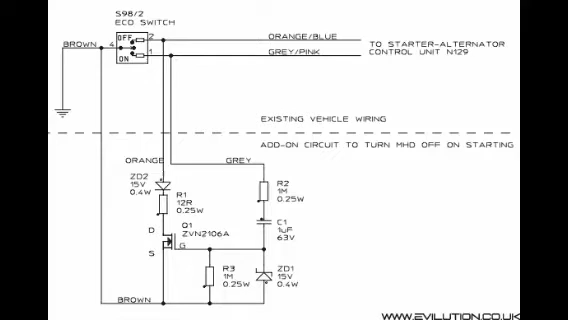 S98/2
ECO SWITCH
OFF
2
ORANGE/BLUE
BROWN
4
TO STARTER-ALTERNATOR
1
GREY/PINK
CONTROL UNIT N129
ON
EXISTING VEHICLE WIRING
ADD-ON CIRCUIT TO TURN MHD OFF ON STARTING
ORANGE
GREY
ZD2
15V
0.4W
R1
12R
0.25W
R2
1M
0.25W
C1
1uF
63V
D
Q1
ZVN2106A
G
S
R3
1M
0.25W
ZD1
15V
0.4W
BROWN
WWW.EVILUTION.CO.UK